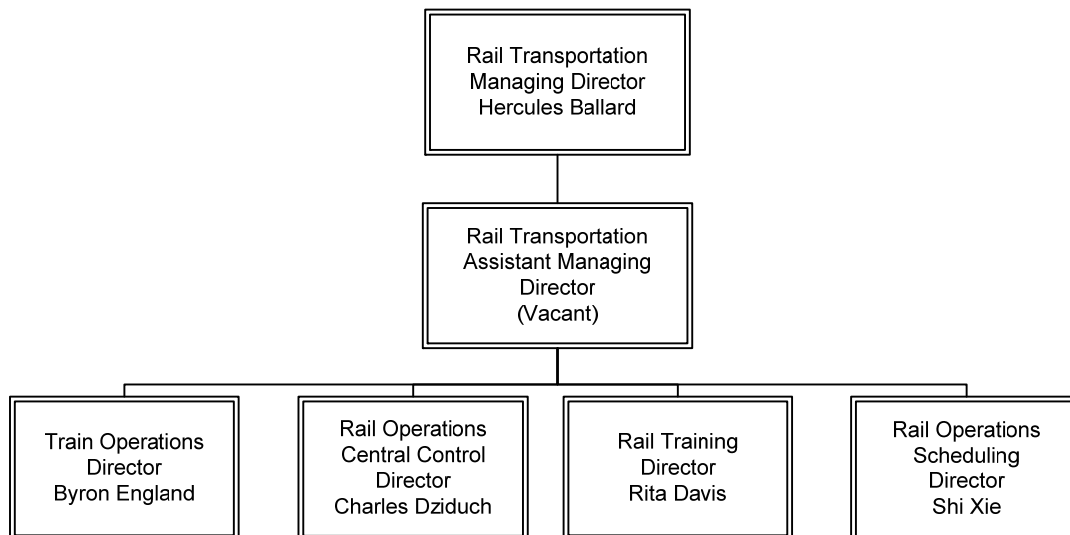 Rail Transportation
Managing Director
Hercules Ballard
Rail Transportation
Assistant Managing
Director
(Vacant)
Train Operations
Director
Byron England
Rail Operations
Central Control
Director
Charles Dziduch
Rail Training
Director
Rita Davis
Rail Operations
Scheduling
Director
Shi Xie